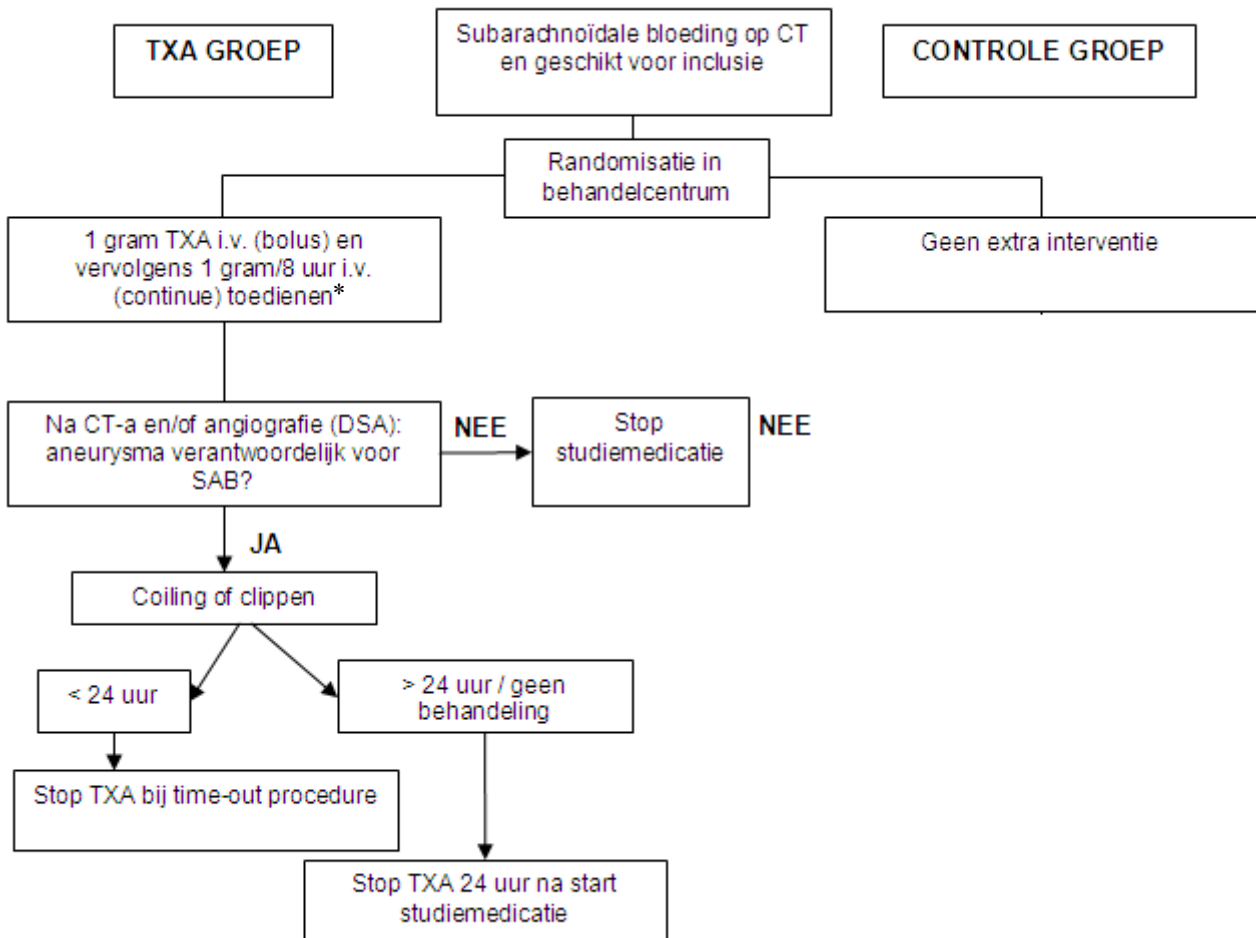 TXA GROEP
Subarachnoïdale bloeding op CT
en geschikt voor inclusie
CONTROLE GROEP
Randomisatie in
behandelcentrum
1 gram TXA i.v. (bolus) en
vervolgens 1 gram/8 uur i.v.
(continue) toedienen*
Geen extra interventie
Na CT-a en/of angiografie (DSA):
aneurysma verantwoordelijk voor
SAB?
NEE
Stop
studiemedicatie
NEE
JA
Coiling of clippen
< 24 uur
> 24 uur / geen
behandeling
Stop TXA bij time-out procedure
Stop TXA 24 uur na start
studiemedicatie